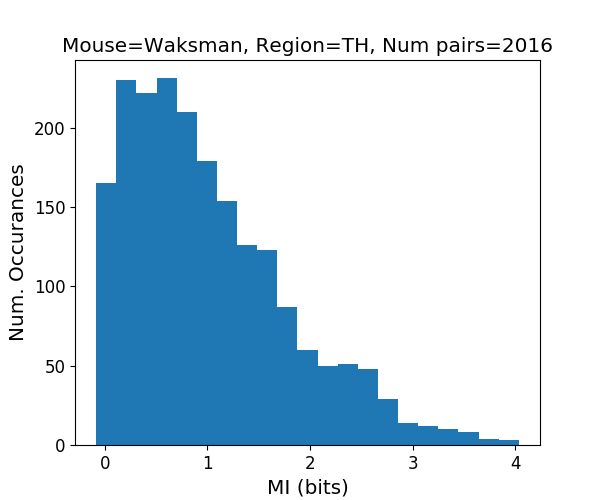 Mouse=Waksman, Region=TH, Num pairs=2016
Num. Occurances
200
150
100
50
0
0 1 2 3 4
MI (bits)